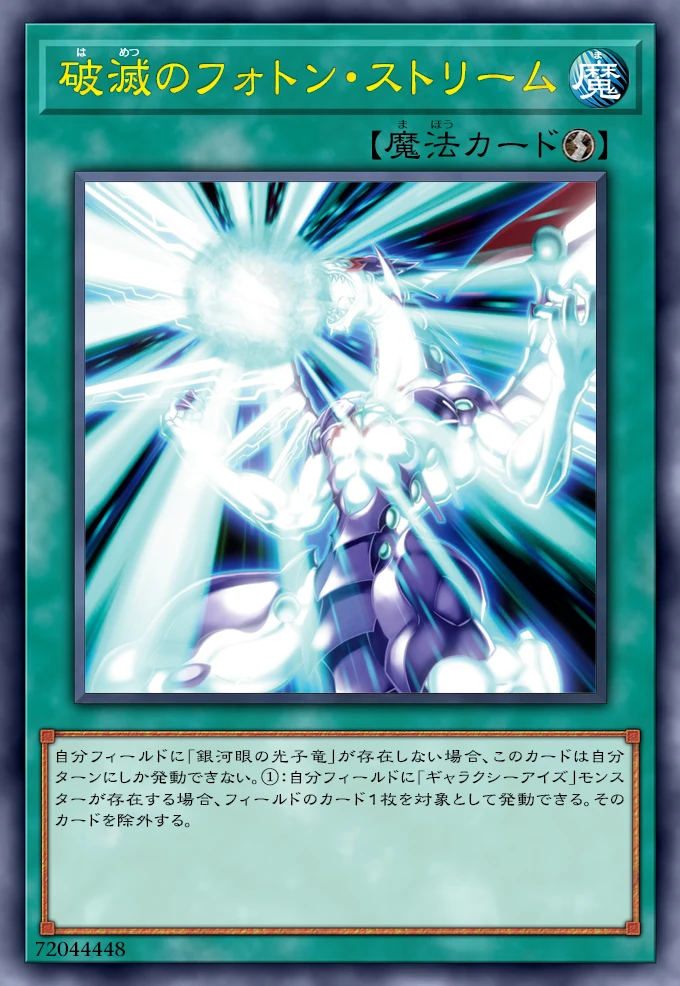 は めつ
破滅のフォトン・ストリーム
ま
魔
ま ほう
【魔法カード】
自分フィールドに「銀河眼の光子竜」が存在しない場合、このカードは自分
ターンにしか発動できない。①:自分フィールドに「ギャラクシーアイズ」モンス
ターが存在する場合、フィールドのカード1枚を対象として発動できる。その
カードを除外する。
72044448